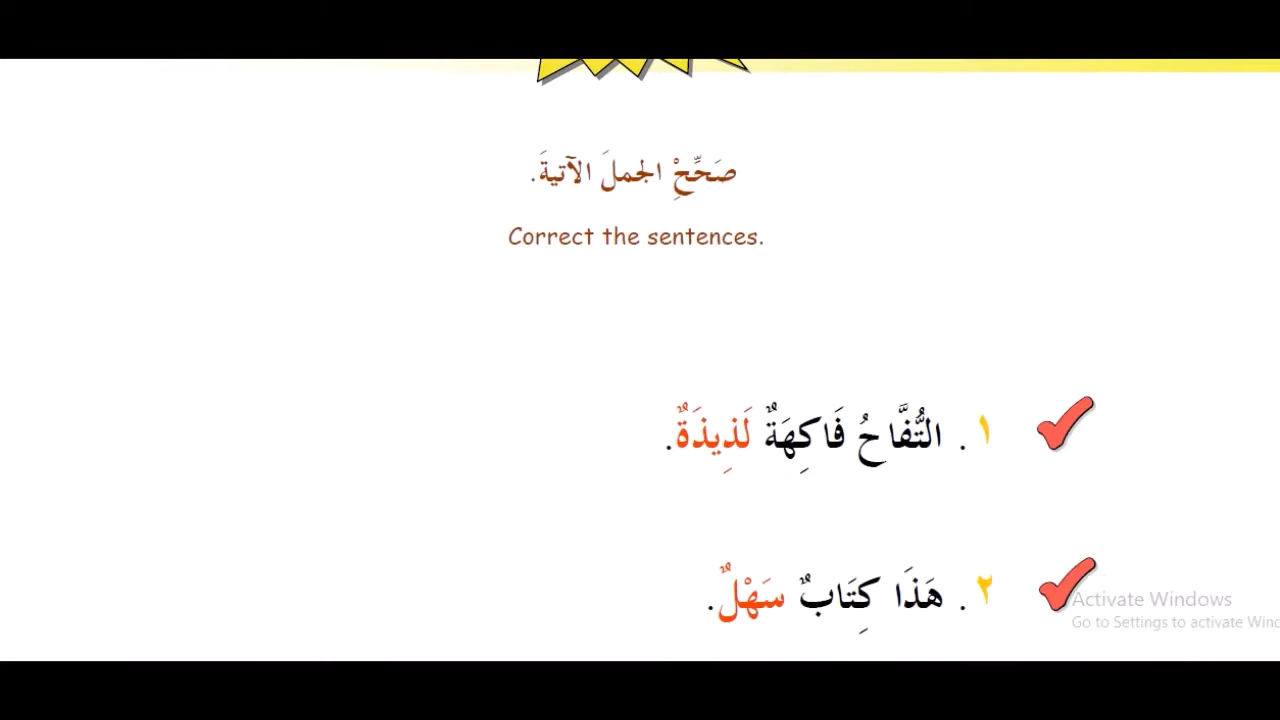 صَحِّحِْ الجملَ الآتيةَ.
Correct the sentences.
١. التُّفَّاحُ فَاكِهَةٌ لَذِيذَةٌ.
٢. هَذَا كِتَابٌ سَهْلٌ.
Activate Windows
Go to Settings to activate Wind